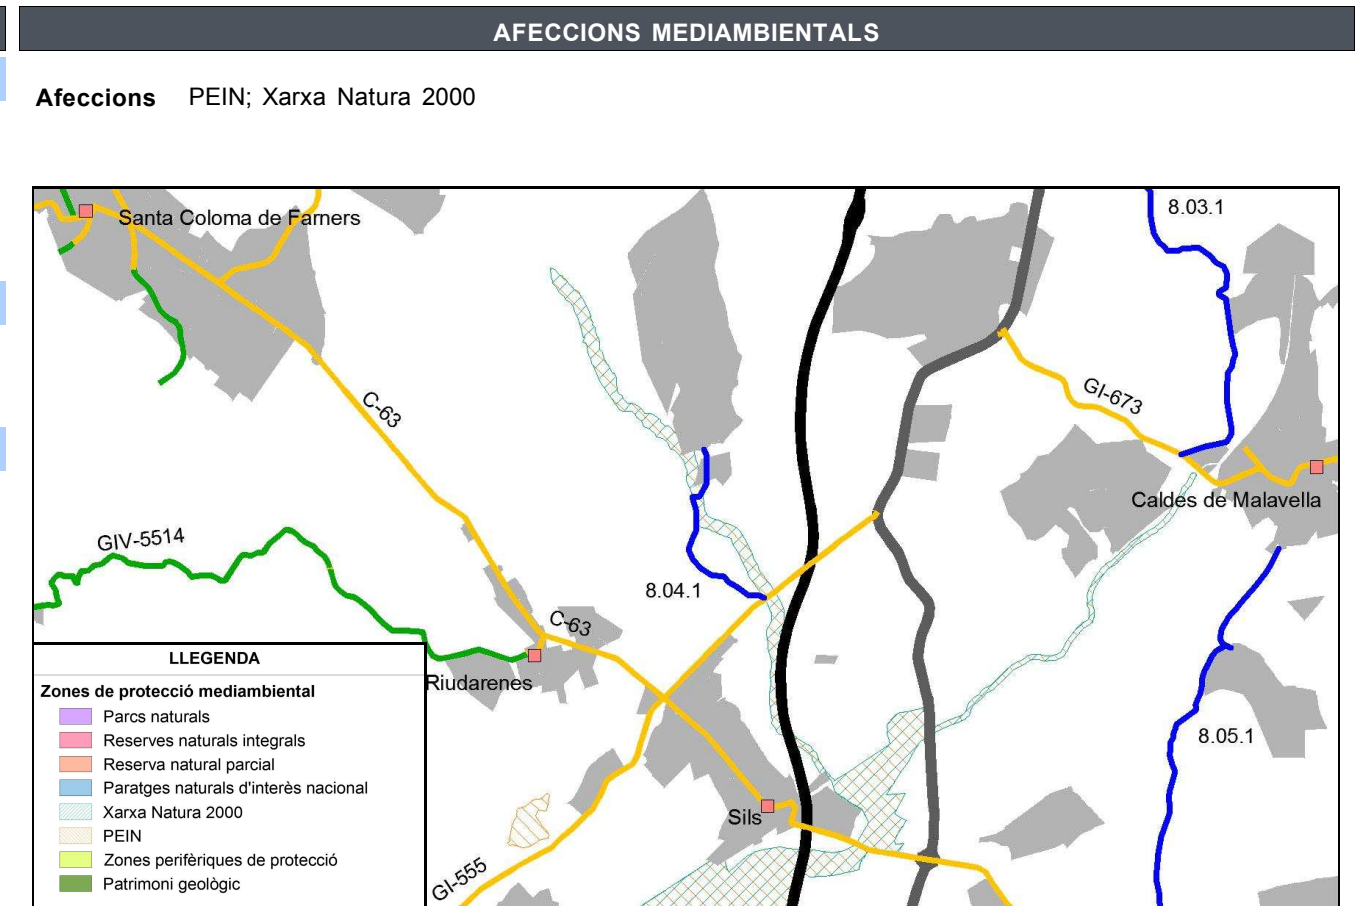 AFECCIONS MEDIAMBIENTALS
Afeccions PEIN; Xarxa Natura 2000
8.03.1
Santa Coloma de Farners
GI-673
C-63
Caldes de Malavella
GIV-5514
8.04.1
C-63
Riudarenes
8.05.1
Sils
GI-555
LLEGENDA
Zones de protecció mediambiental
Parcs naturals
Reserves naturals integrals
Reserva natural parcial
Paratges naturals d'interès nacional
Xarxa Natura 2000
PEIN
Zones perifèriques de protecció
Patrimoni geològic